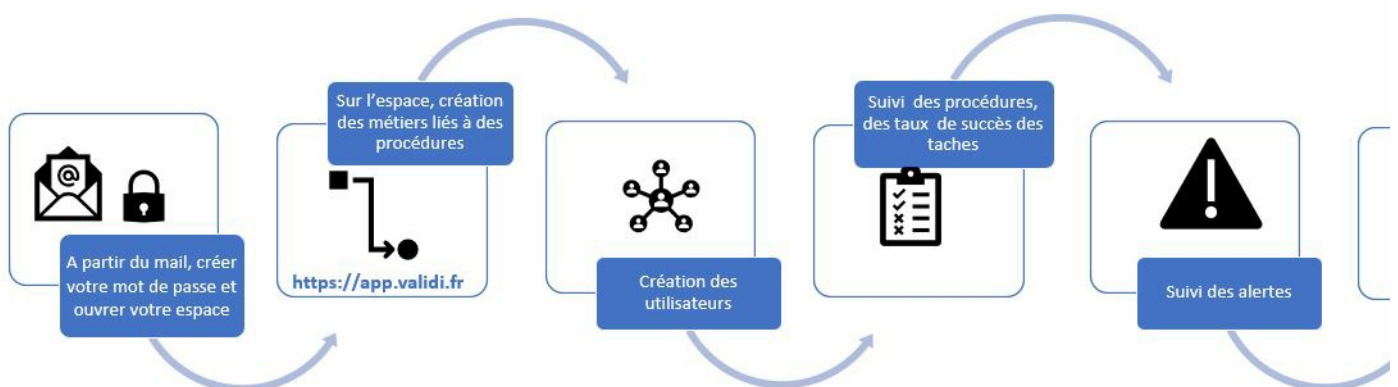 @
A partir du mail, créer
votre mot de passe et
ouvrer votre espace
Sur l'espace, création
des métiers liés à des
procédures
https://app.validi.fr
Création des
utilisateurs
Suivi des procédures,
des taux de succès des
taches
Suivi des alertes